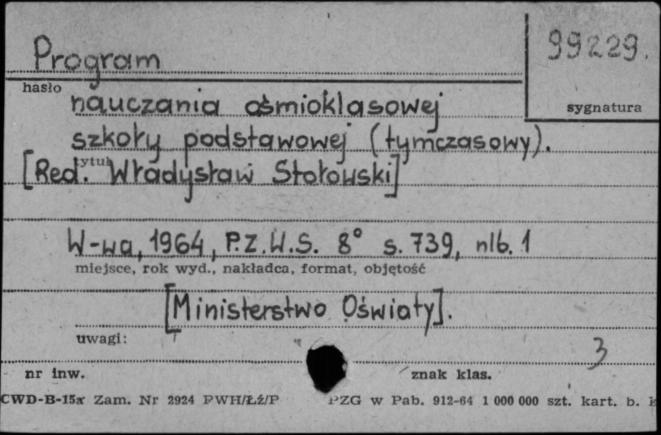 Program
99229.
hasło
nauczania ośmioklasowej
sygnatura
szkoły podstawowej (tymczasowy).
tytuł
[Red. Władysław Stołowski]
W-wa, 1964, P.Z.W.S. 8° s. 739, nlb. 1
miejsce, rok wyd., nakładca, format, objętość
[Ministerstwo Oświaty].
uwagi:
3
nr inw.
znak klas.
CWD-B-15x Zam. Nr 2924 PWH/Łź/P PZG w Pab. 912-64 1 000 000 szt. kart. b. k